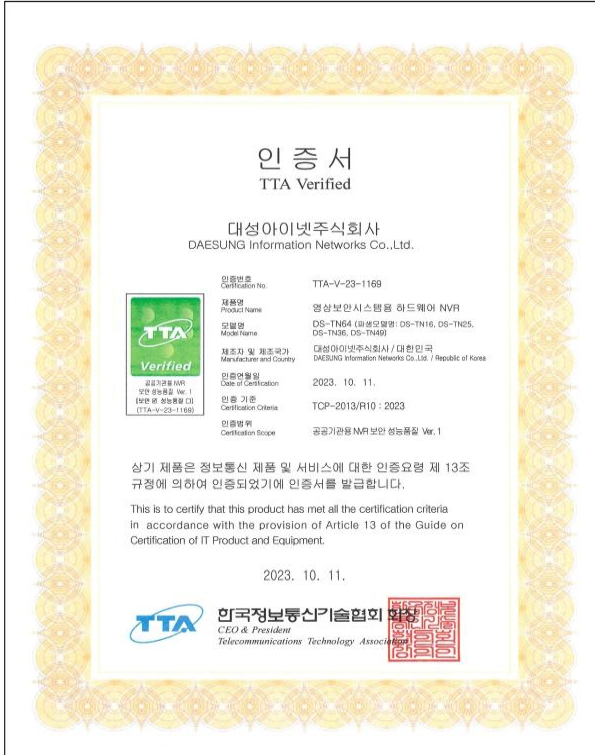 인증서
TTA Verified
대성아이넷주식회사
DAESUNG Information Networks Co.,Ltd.
인증번호
Certification No.
TTA-V-23-1169
제품명
Product Name
영상보안시스템용 하드웨어 NVR
모델명
Model Name
DS-TN64 (파생모델명: DS-TN16, DS-TN25,
DS-TN36, DS-TN49)
제조자 및 제조국가
Manufacturer and Country
대성아이넷주식회사 / 대한민국
DAESUNG Information Networks Co.,Ltd. / Republic of Korea
인증연월일
Date of Certification
2023. 10. 11.
인증 기준
Certification Criteria
TCP-2013/R10 : 2023
인증범위
Certification Scope
공공기관용 NVR 보안 성능품질 Ver. 1
TTA
Verified
공공기관용 NVR
보안 성능품질 Ver. 1
(TTA-V-23-1169)
상기 제품은 정보통신 제품 및 서비스에 대한 인증요령 제 13조
규정에 의하여 인증되었기에 인증서를 발급합니다.
This is to certify that this product has met all the certification criteria
in accordance with the provision of Article 13 of the Guide on
Certification of IT Product and Equipment.
2023. 10. 11.
TTA
한국정보통신기술협회 회장
CEO & President
Telecommunications Technology Association